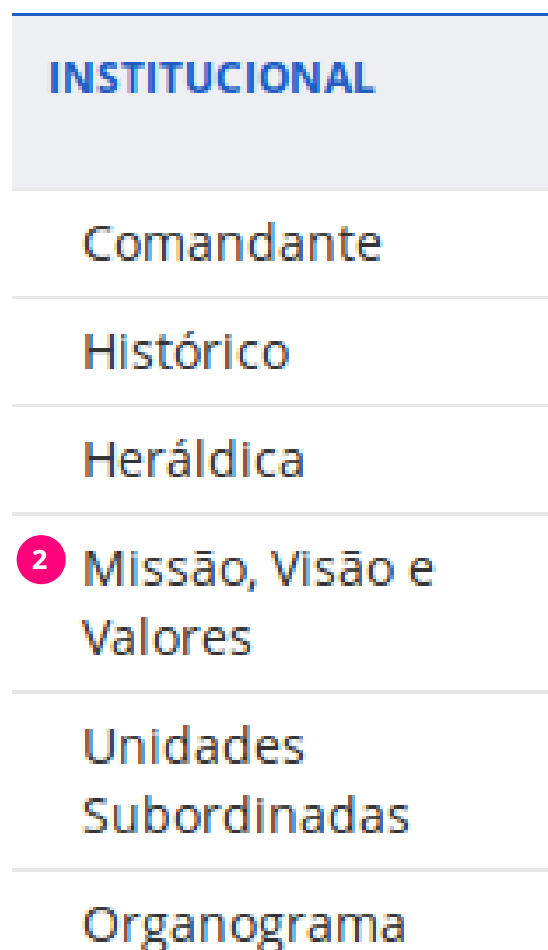 INSTITUCIONAL
Comandante
Histórico
Heráldica
2 Missão, Visão e
Valores
Unidades
Subordinadas
Organograma